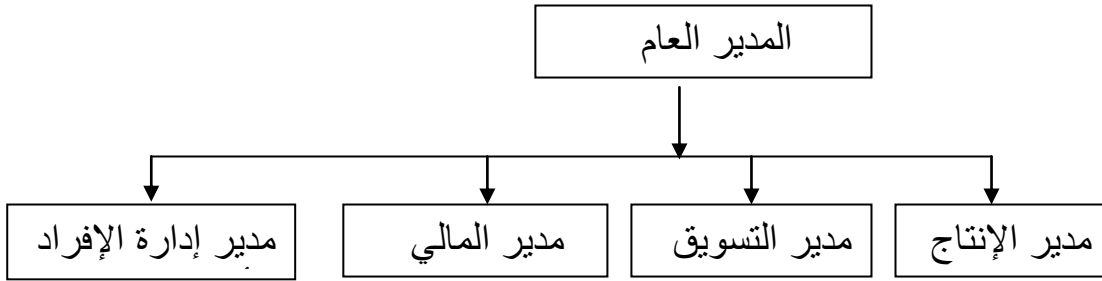 المدير العام
مدير الإنتاج
مدير التسويق
مدير المالي
مدير إدارة الإفراد